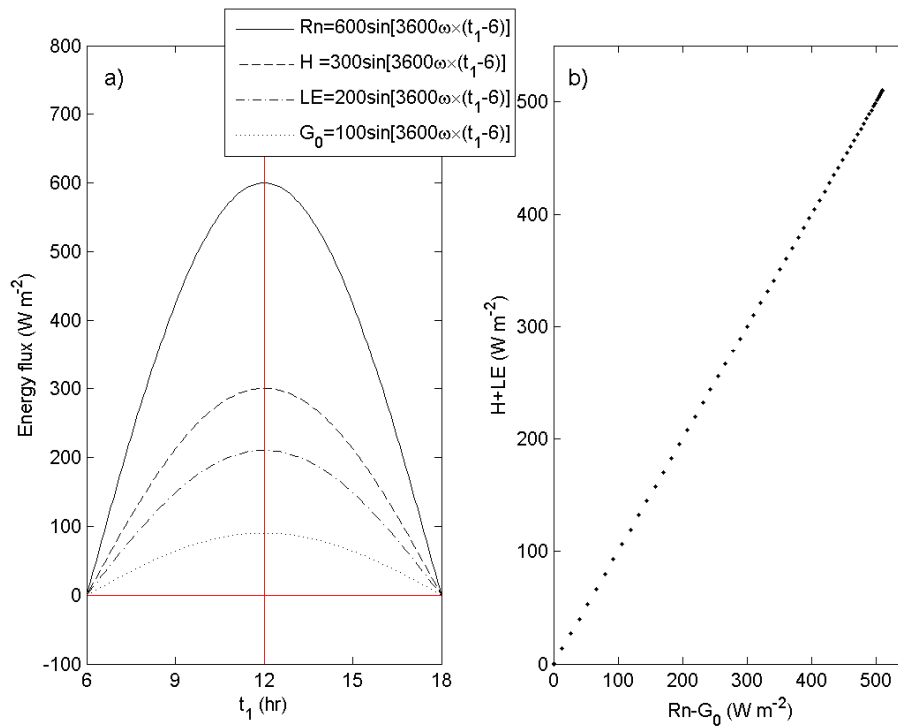 Rn=600sin[3600ω×(t₁-6)]
H =300sin[3600ω×(t₁-6)]
LE=200sin[3600ω×(t₁-6)]
G₀=100sin[3600ω×(t₁-6)]
a)
800
700
600
500
400
300
200
100
0
-100
Energy flux (W m⁻²)
6
9
12
15
18
t₁ (hr)
b)
500
400
300
200
100
0
H+LE (W m⁻²)
0
100
200
300
400
500
Rn-G₀ (W m⁻²)